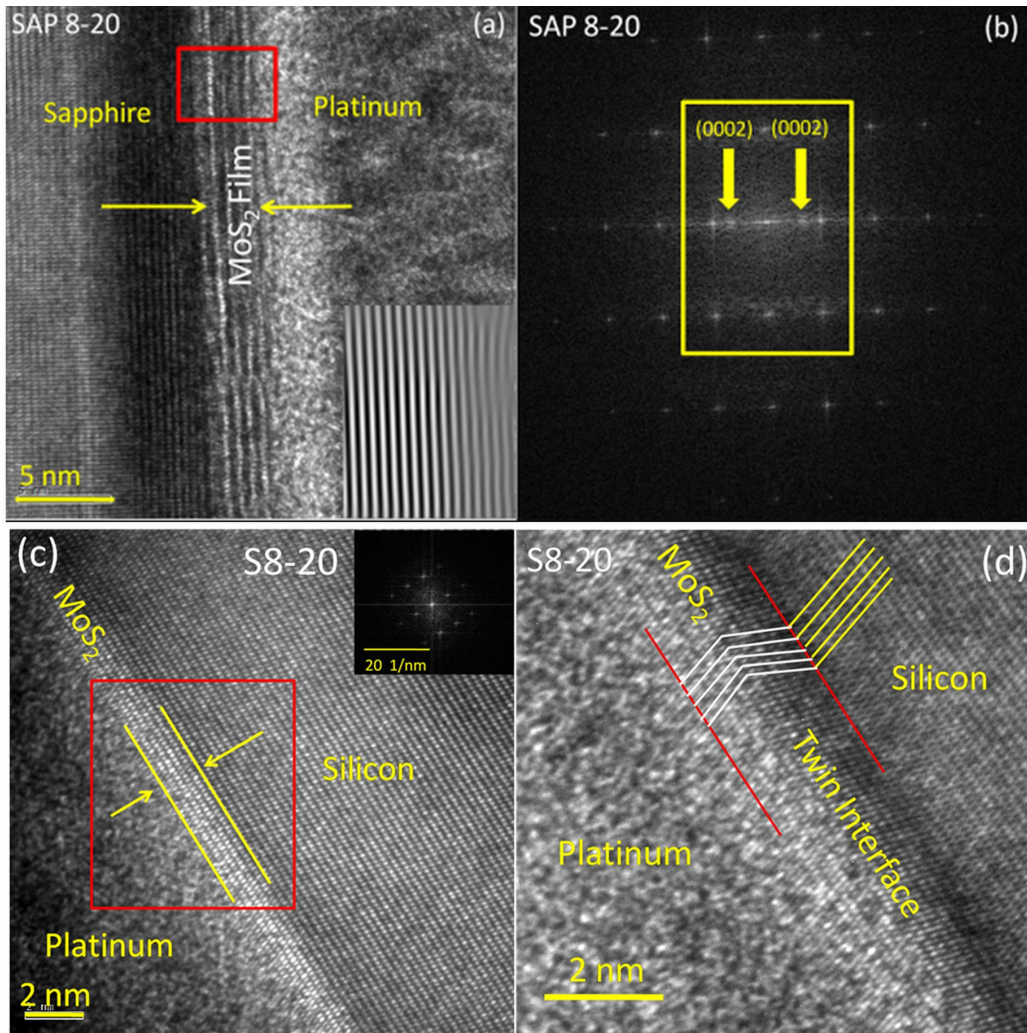 SAP 8-20
(a)
Sapphire
Platinum
MoS₂ Film
5 nm
SAP 8-20
(b)
(0002) (0002)
(c)
S8-20
MoS₂
20 1/nm
Silicon
Platinum
2 nm
S8-20
(d)
MoS₂
Silicon
Twin Interface
Platinum
2 nm